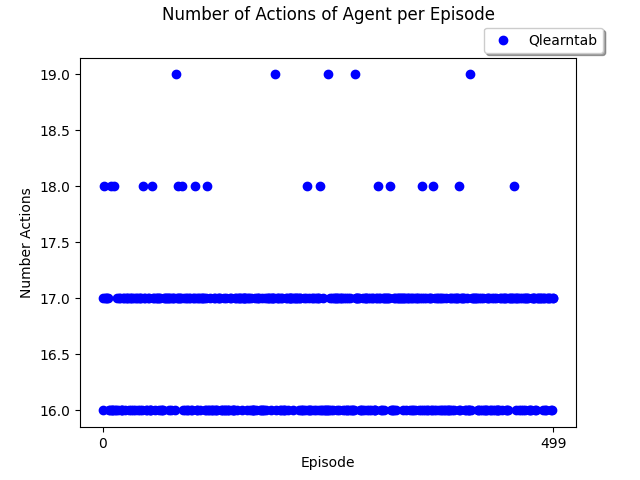 Number of Actions of Agent per Episode
Qlearntab
19.0
18.5
18.0
17.5
17.0
16.5
16.0
Number Actions
0
499
Episode